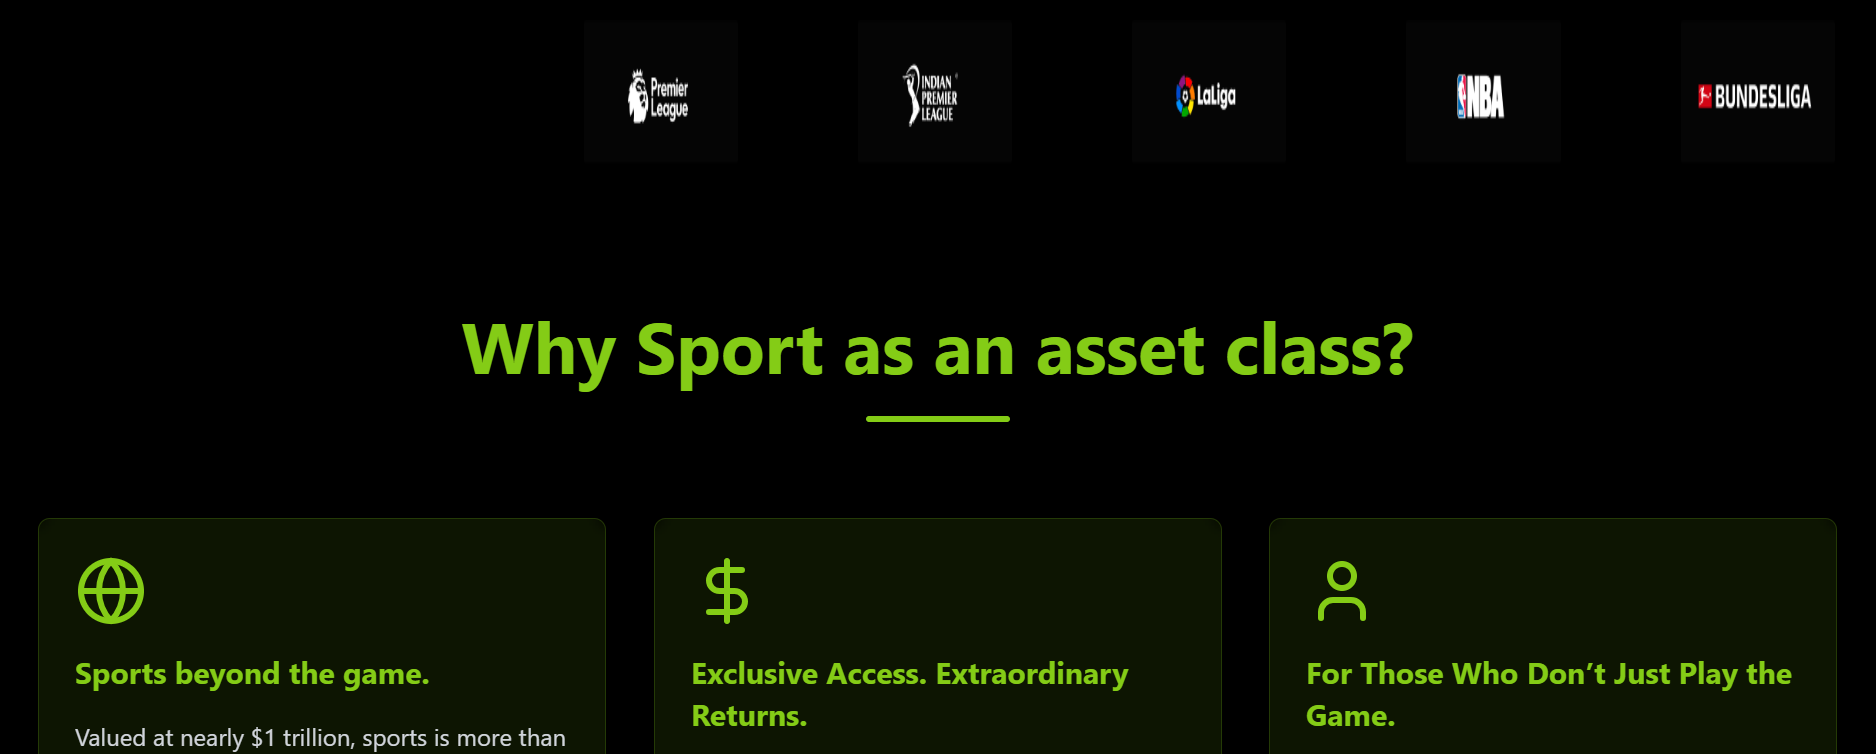 Premier
League
INDIAN
PREMIER
LEAGUE
LaLiga
NBA
BUNDESLIGA
Why Sport as an asset class?
Sports beyond the game.
Valued at nearly $1 trillion, sports is more than
Exclusive Access. Extraordinary
Returns.
For Those Who Don’t Just Play the
Game.